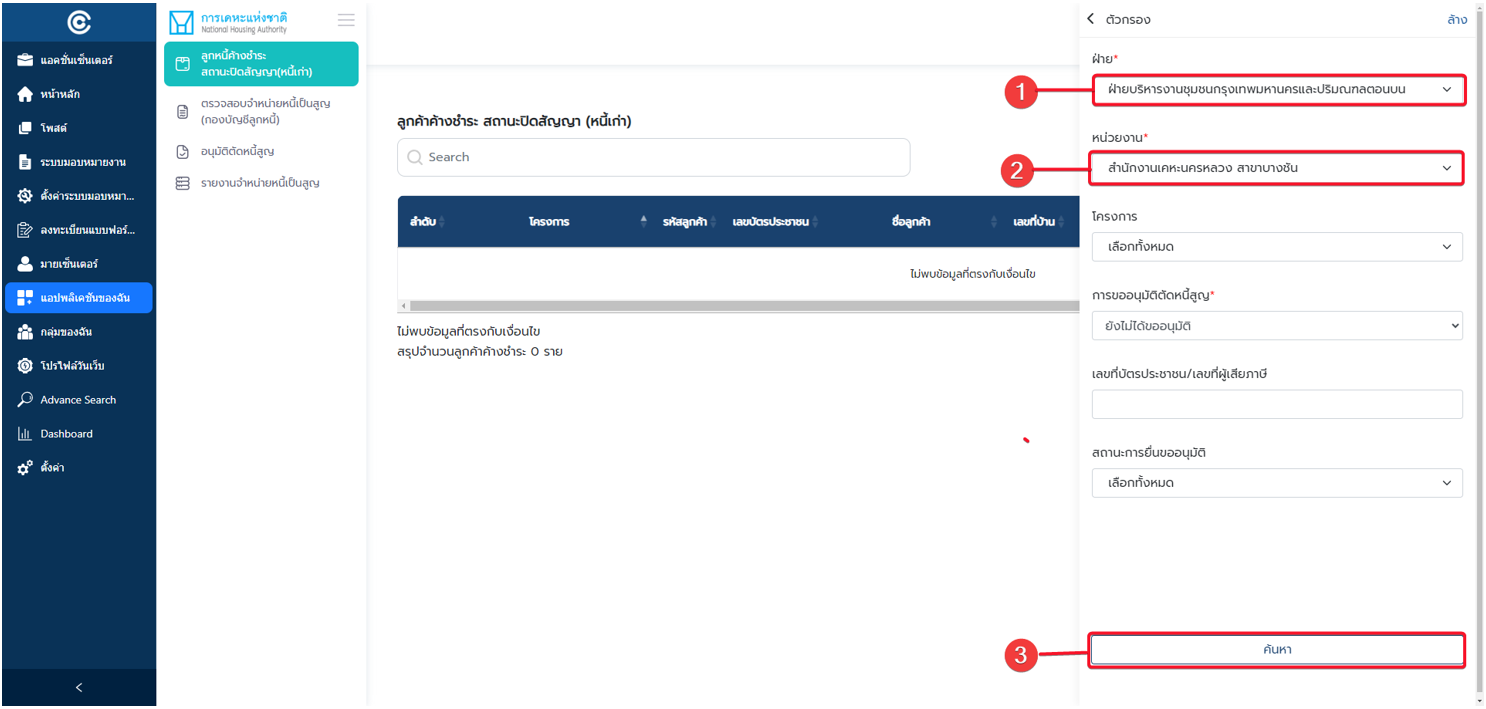 แอคชั่นเซ็นเตอร์
หน้าหลัก
โพสต์
ระบบมอบหมายงาน
ตั้งค่าระบบมอบหมา...
ลงทะเบียนแบบฟอร์...
มายเซ็นเตอร์
แอปพลิเคชันของฉัน
กลุ่มของฉัน
โปรไฟล์วันเว็บ
Advance Search
Dashboard
ตั้งค่า
การเคหะแห่งชาติ
National Housing Authority
ลูกหนี้ค้างชำระ
สถานะปิดสัญญา(หนี้เก่า)
ตรวจสอบจำหน่ายหนี้เป็นสูญ
(กองบัญชีลูกหนี้)
อนุมัติตัดหนี้สูญ
รายงานจำหน่ายหนี้เป็นสูญ
ลูกค้าค้างชำระ สถานะปิดสัญญา (หนี้เก่า)
Search
ลำดับ โครงการ รหัสลูกค้า เลขบัตรประชาชน ชื่อลูกค้า เลขที่บ้าน
ไม่พบข้อมูลที่ตรงกับเงื่อนไข
ไม่พบข้อมูลที่ตรงกับเงื่อนไข
สรุปจำนวนลูกค้าค้างชำระ 0 ราย
ตัวกรอง ล้าง
ฝ่าย*
1 ฝ่ายบริหารงานชุมชนกรุงเทพมหานครและปริมณฑลตอนบน
หน่วยงาน*
2 สำนักงานเคหะนครหลวง สาขาบางชัน
โครงการ
เลือกทั้งหมด
การขออนุมัติตัดหนี้สูญ*
ยังไม่ได้ขออนุมัติ
เลขที่บัตรประชาชน/เลขที่ผู้เสียภาษี
สถานะการยื่นขออนุมัติ
เลือกทั้งหมด
3 ค้นหา